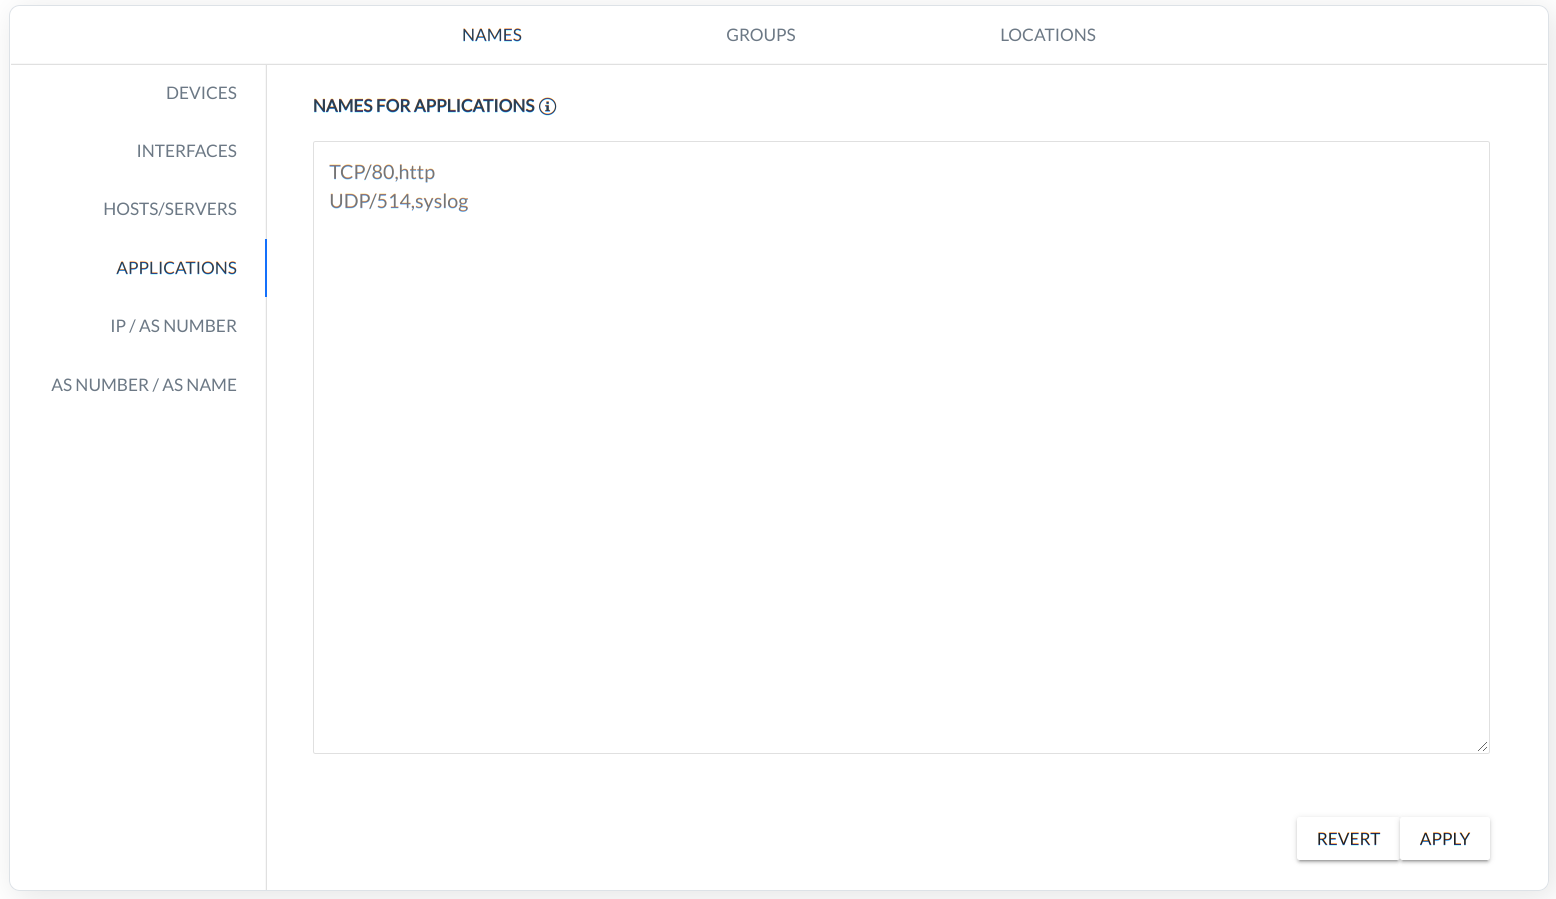 NAMES
GROUPS
LOCATIONS
DEVICES
INTERFACES
HOSTS/SERVERS
APPLICATIONS
IP / AS NUMBER
AS NUMBER / AS NAME
NAMES FOR APPLICATIONS
TCP/80,http
UDP/514,syslog
REVERT
APPLY